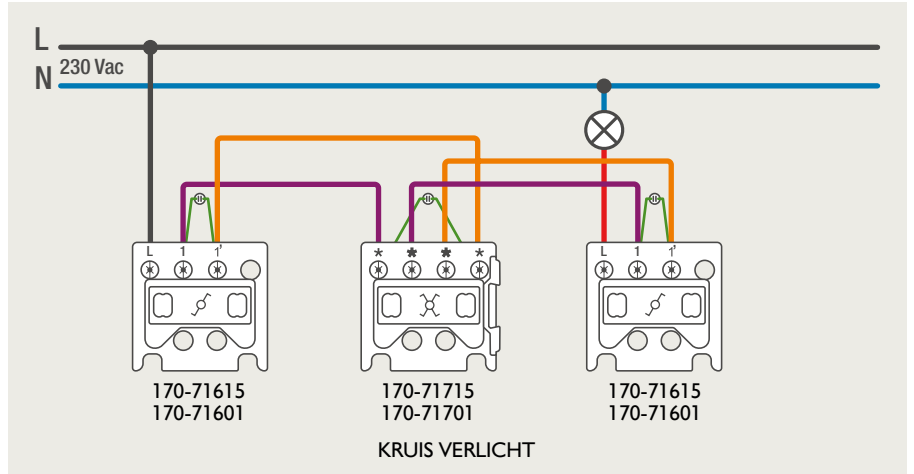 L
230 Vac
N
L 1 1' * * * * L 1 1'
170-71615 170-71715 170-71615
170-71601 170-71701 170-71601
KRUIS VERLICHT